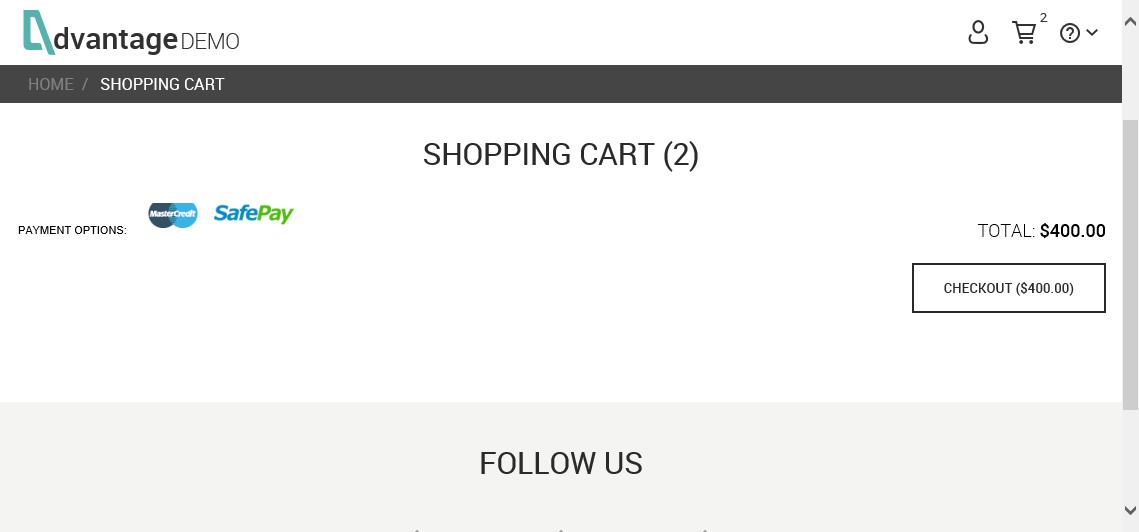 dvantage DEMO
2
HOME / SHOPPING CART
SHOPPING CART (2)
PAYMENT OPTIONS:
MasterCredit
SafePay
TOTAL: $400.00
CHECKOUT ($400.00)
FOLLOW US